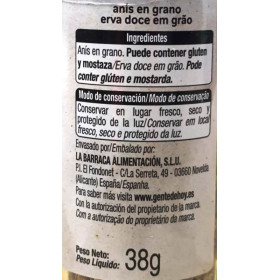 anís en grano
erva doce em grão
Ingredientes
Anís en grano. Puede contener gluten
y mostaza/Erva doce em grão. Pode
conter glúten e mostarda.
Modo de conservación/Modo de conservação
Conservar en lugar fresco, seco y
protegido de la luz/Conservar em local
fresco, seco e protegido da luz.
Envasado por/Embalado por:
LA BARRACA ALIMENTACIÓN, S.L.U.
P.I. El Fondonet - C/La Serreta, 49 - 03660 Novelda
(Alicante) España/Espanha.
Para saber más visita www.gentedehoy.es
Con la autorización del propietario de la marca.
Com a autorização do proprietário da marca.
Peso Neto:
Peso Líquido: 38g